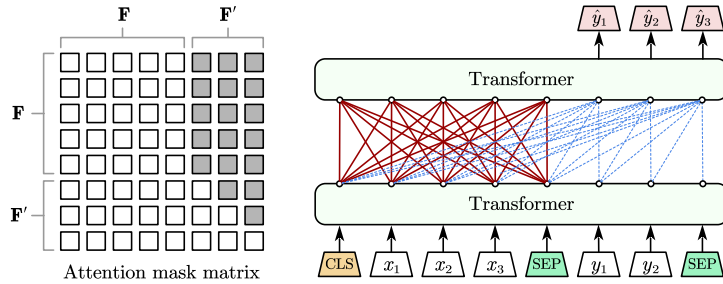 F F′
F
F′
Attention mask matrix
ŷ₁ ŷ₂ ŷ₃
Transformer
Transformer
CLS x₁ x₂ x₃ SEP y₁ y₂ SEP